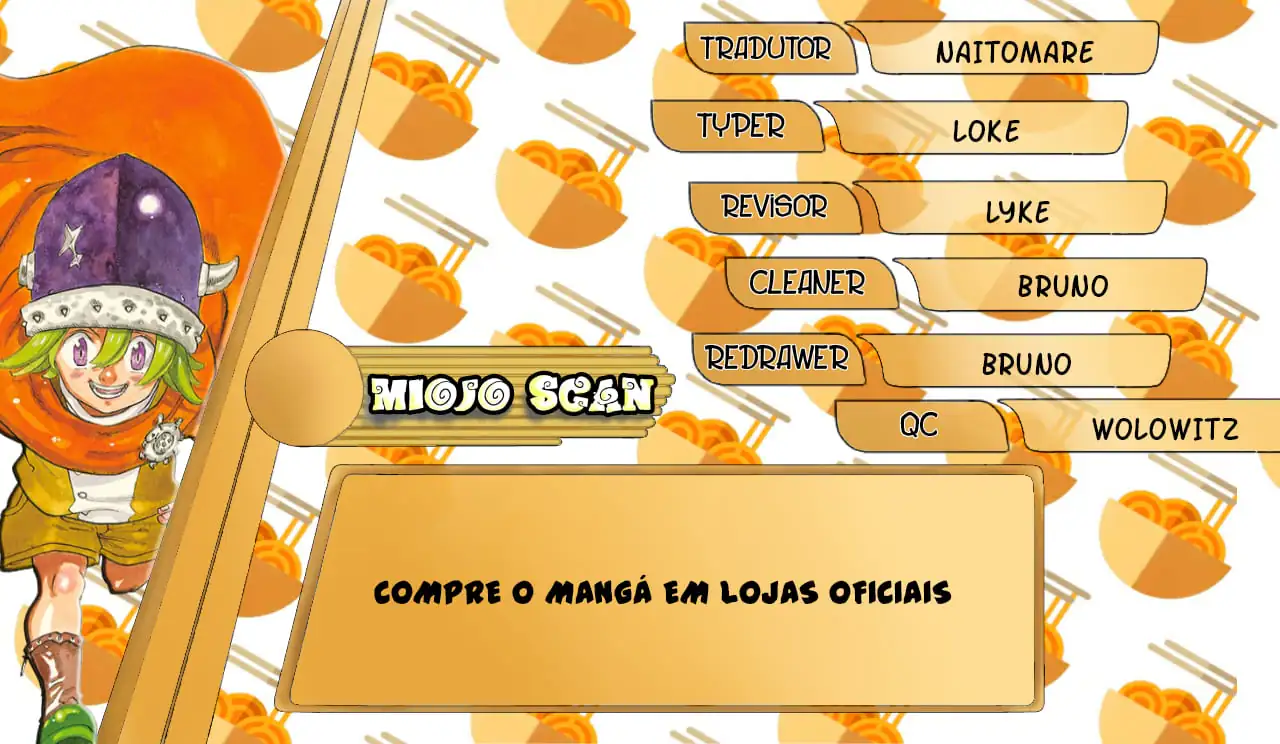 TRADUTOR NAITOMARE
TYPER LOKE
REVISOR LYKE
CLEANER BRUNO
REDRAWER BRUNO
QC WOLOWITZ
MIOJO SCAN
COMPRE O MANGÁ EM LOJAS OFICIAIS